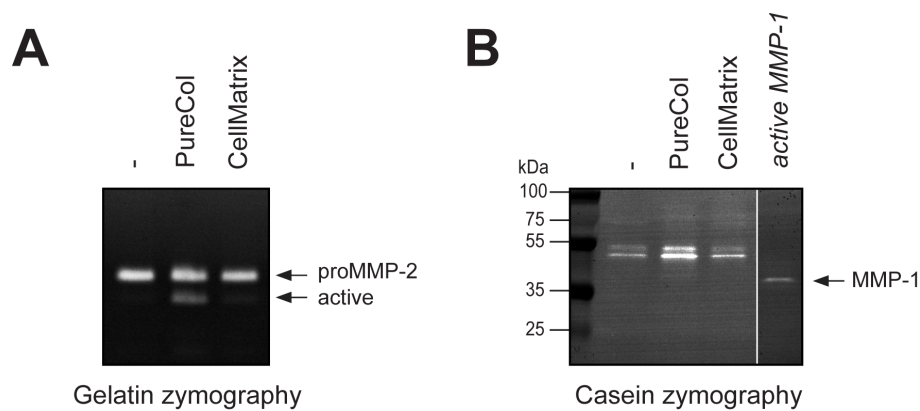 A
-
PureCol
CellMatrix
proMMP-2
active
Gelatin zymography
B
kDa
-
PureCol
CellMatrix
active MMP-1
100
75
55
35
25
MMP-1
Casein zymography